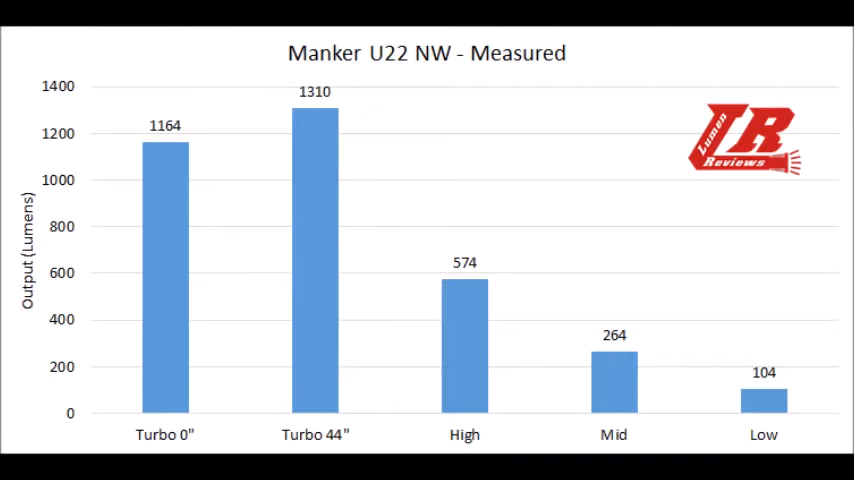 Manker U22 NW - Measured
Output (Lumens)
1400
1200
1000
800
600
400
200
0
1164
1310
574
264
104
Turbo 0"
Turbo 44"
High
Mid
Low
LR
Lumen
Reviews